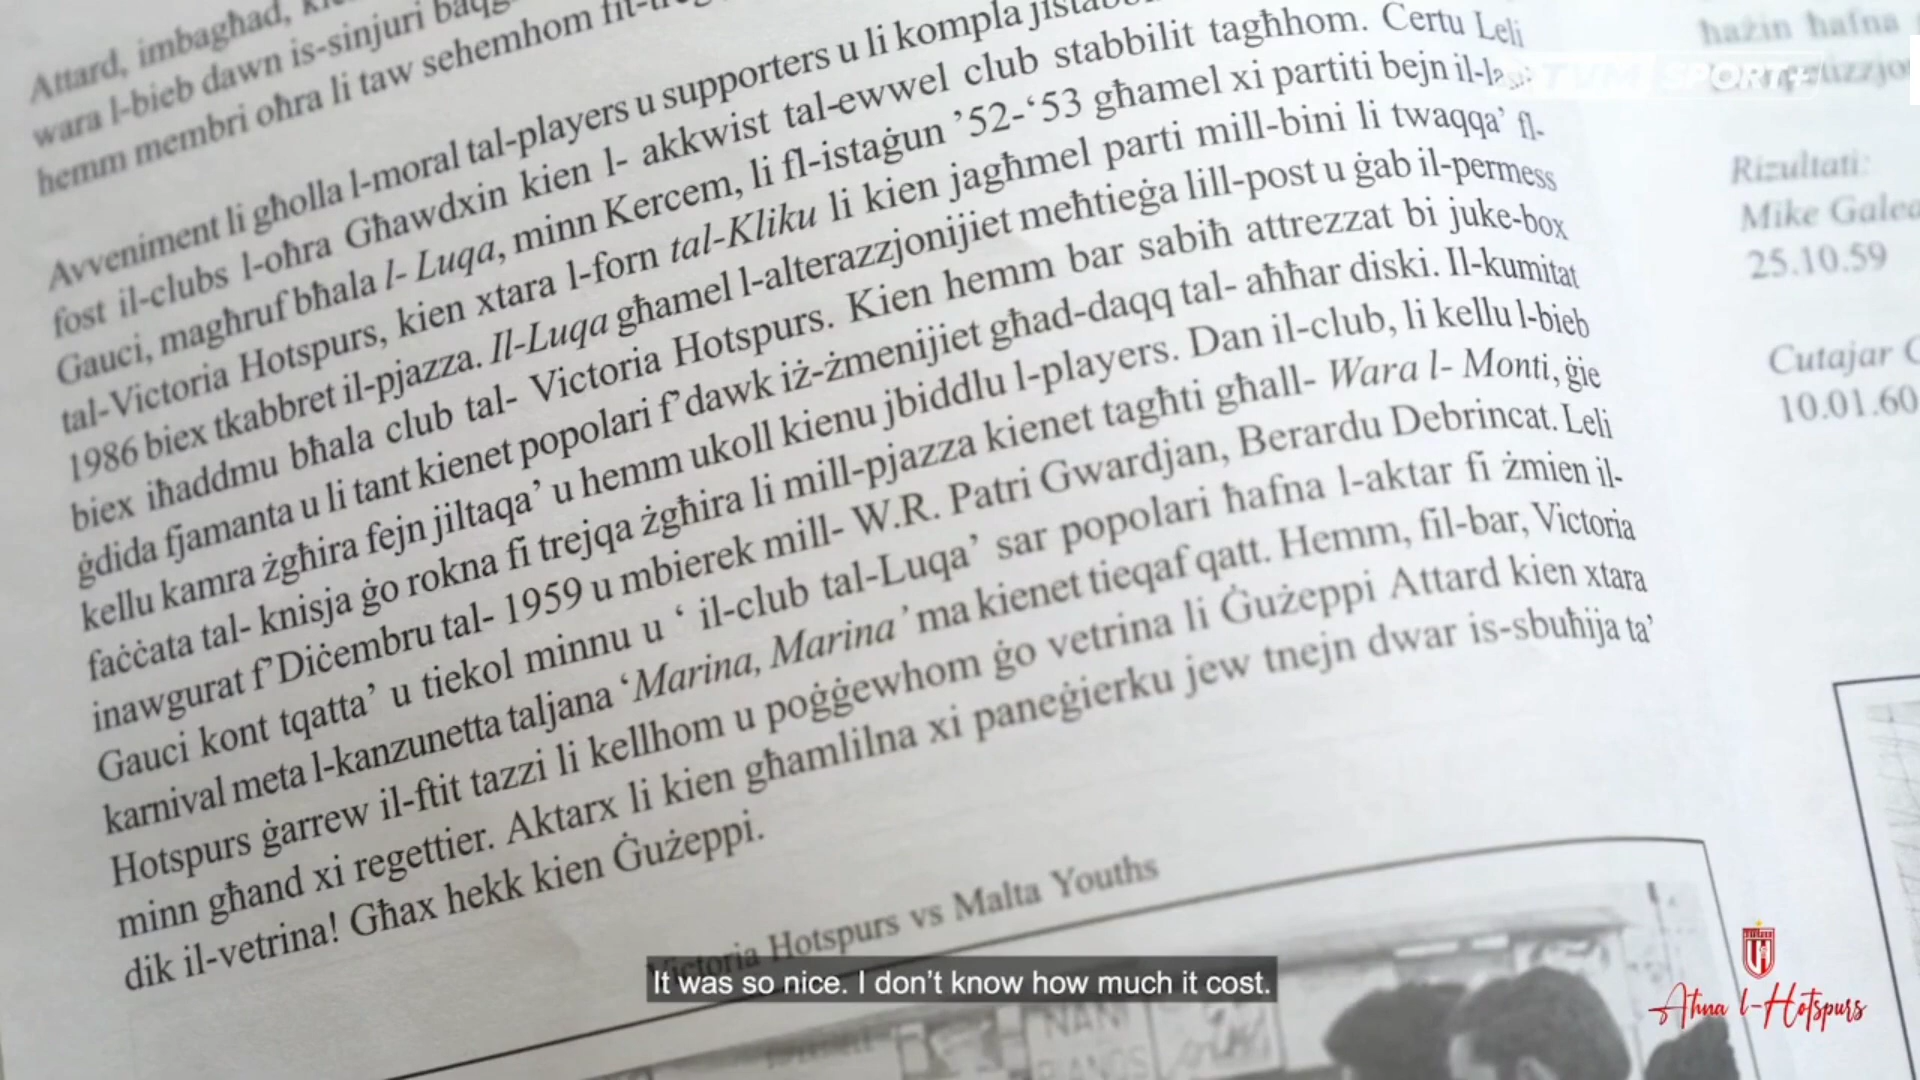 Attard, imbagħad,
wara l-bieb dawn is-sinjuri
hemm membri oħra li taw sehemhom
Avveniment li għolla l-moral tal-players u supporters u li kompla
fost il-clubs l-oħra Għawdxin kien l- akkwist tal-ewwel club stabbilit tagħhom. Certu Leli
Gauci, magħruf bħala l- Luqa, minn Kercem, li fl-istaġun ’52-‘53 għamel xi partiti bejn il-
tal-Victoria Hotspurs, kien xtara l-forn tal-Kliku li kien jagħmel parti mill-bini li twaqqa’ fl-
1986 biex tkabbret il-pjazza. Il-Luqa għamel l-alterazzjonijiet meħtieġa lill-post u ġab il-permess
biex iħaddmu bħala club tal- Victoria Hotspurs. Kien hemm bar sabiħ attrezzat bi juke-box
ġdida fjamanta u li tant kienet popolari f’dawk iż-żmenijiet għad-daqq tal- aħħar diski. Il-kumitat
kellu kamra żgħira fejn jiltaqa’ u hemm ukoll kienu jbiddlu l-players. Dan il-club, li kellu l-bieb
faċċata tal- knisja ġo rokna fi trejqa żgħira li mill-pjazza kienet tagħti għall- Wara l- Monti, ġie
inawgurat f’Diċembru tal- 1959 u mbierek mill- W.R. Patri Gwardjan, Berardu Debrincat. Leli
Gauci kont tqatta’ u tiekol minnu u ‘ il-club tal-Luqa’ sar popolari ħafna l-aktar fi żmien il-
karnival meta l-kanzunetta taljana ‘Marina, Marina’ ma kienet tieqaf qatt. Hemm, fil-bar, Victoria
Hotspurs ġarrew il-ftit tazzi li kellhom u poġġewhom ġo vetrina li Ġużeppi Attard kien xtara
minn għand xi regettier. Aktarx li kien għamlilna xi paneġierku jew tnejn dwar is-sbuħija ta’
dik il-vetrina! Għax hekk kien Ġużeppi.
Victoria Hotspurs vs Malta Youths
ħażin ħafna
Rizultati:
Mike Galea
25.10.59
Cutajar
10.01.60
TVM SPORT+
It was so nice. I don’t know how much it cost.
Aħna l-Hotspurs